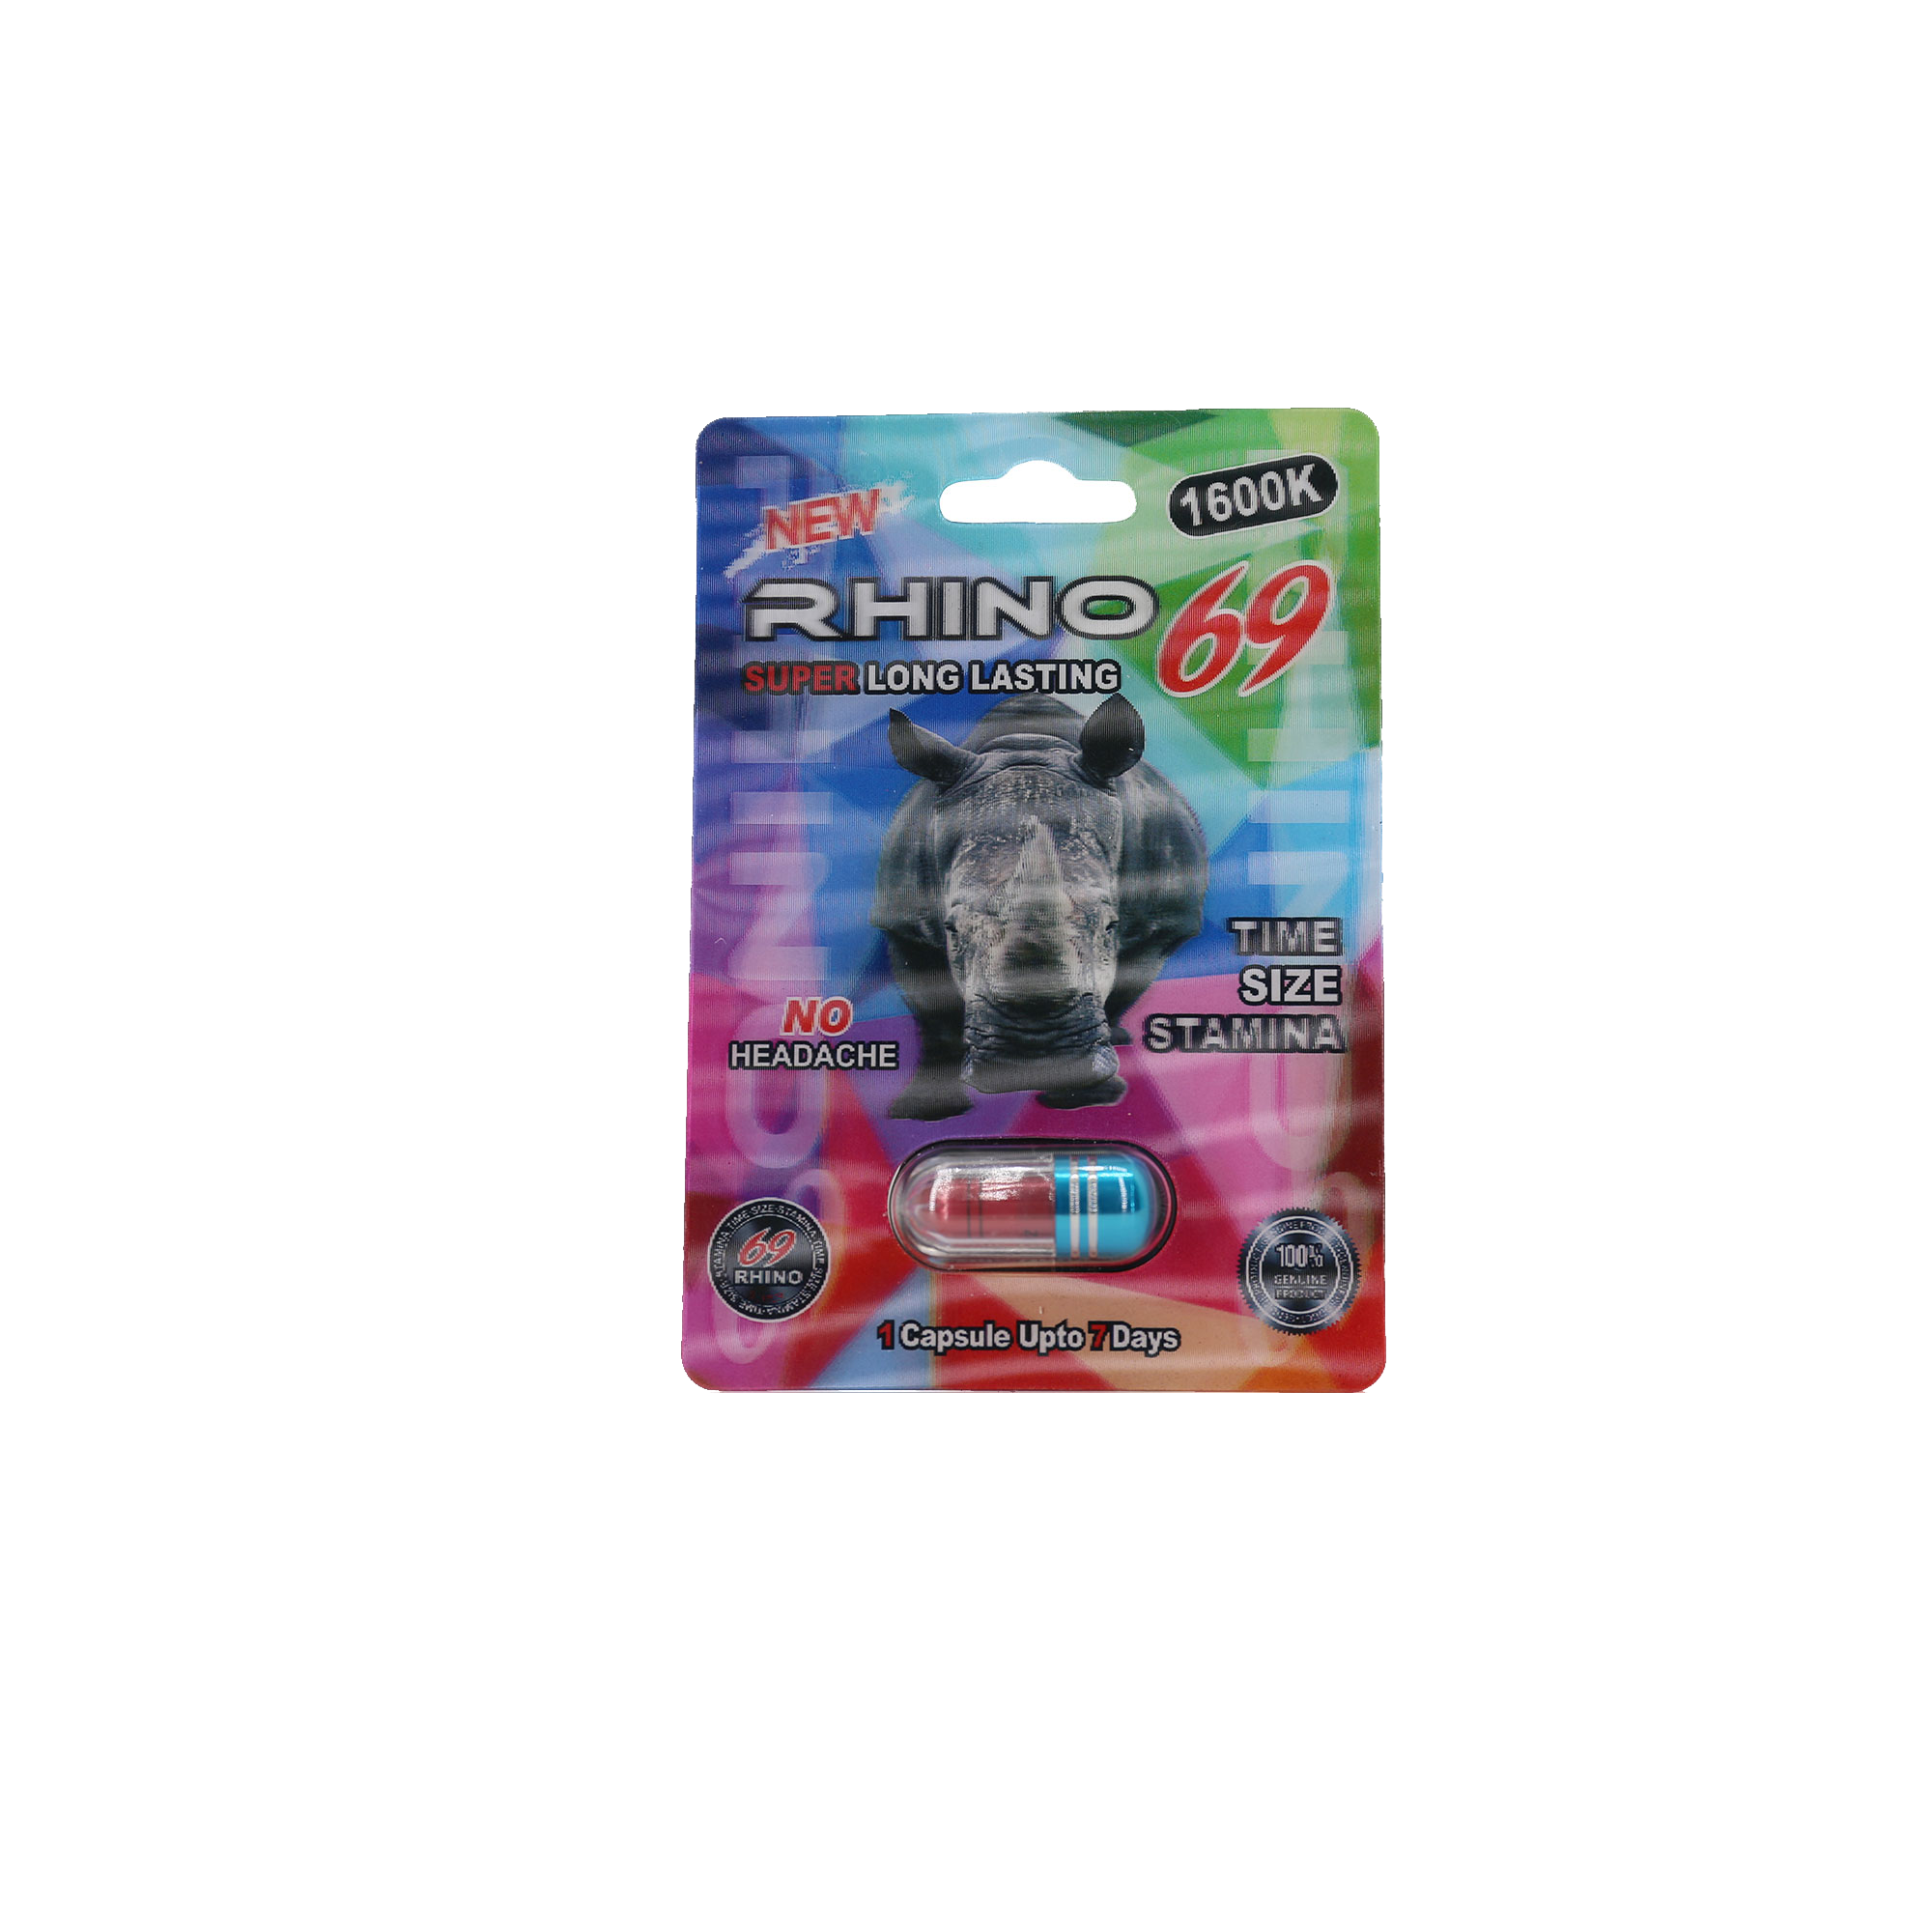 NEW
1600K
RHINO 69
SUPER LONG LASTING
TIME
SIZE
STAMINA
NO
HEADACHE
69
RHINO
100%
GENUINE
PRODUCT
1 Capsule Upto 7 Days